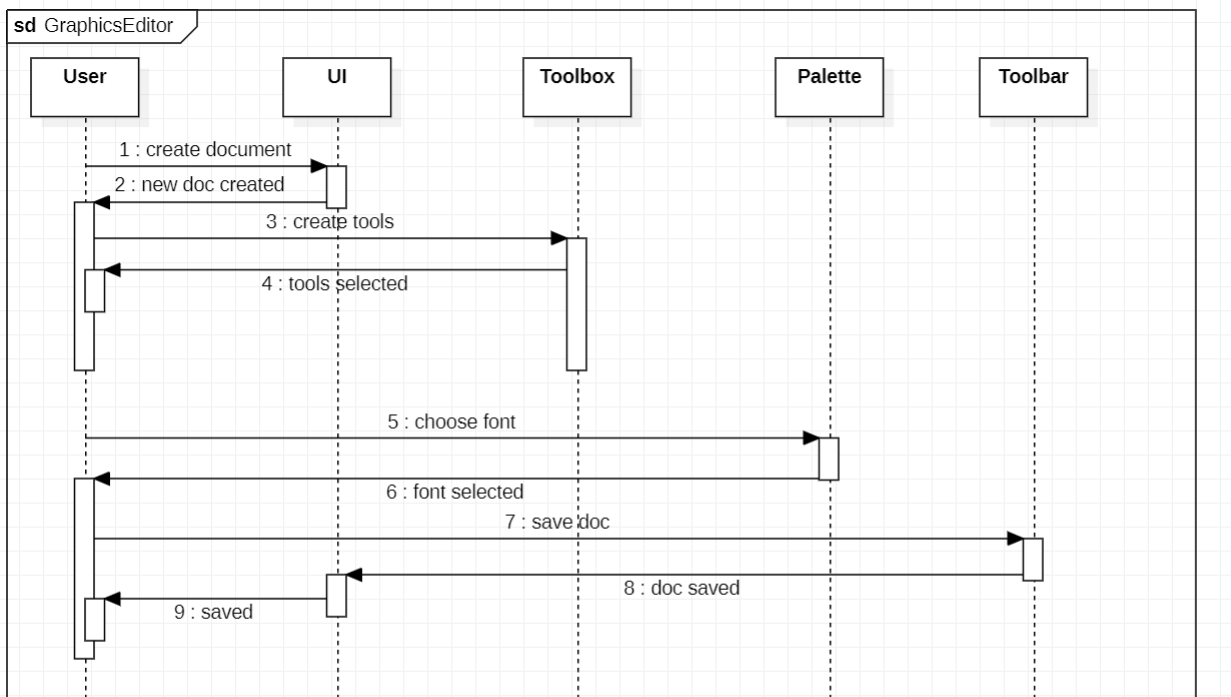 sd GraphicsEditor
User UI Toolbox Palette Toolbar
1 : create document
2 : new doc created
3 : create tools
4 : tools selected
5 : choose font
6 : font selected
7 : save doc
8 : doc saved
9 : saved